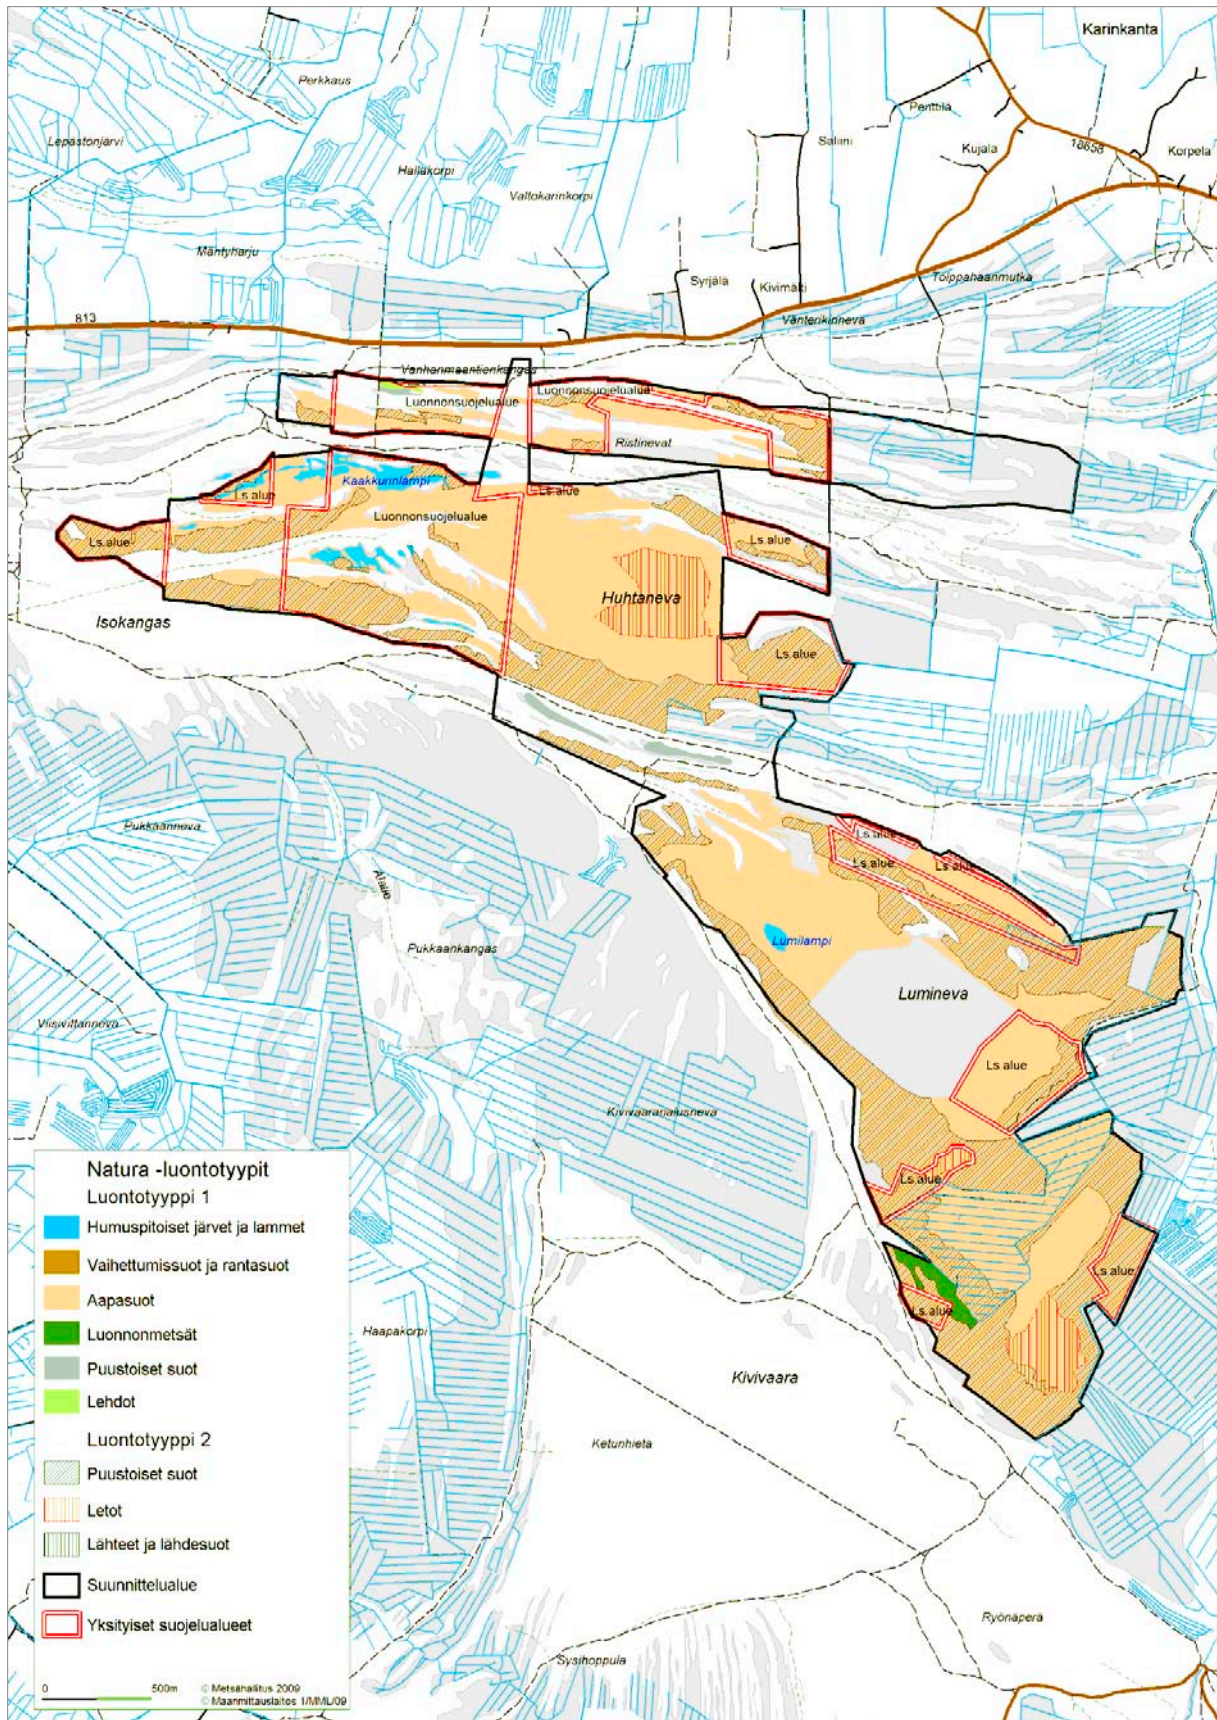 Karinkanta
Perkkaus
Penttilä
Lepästönjärvi
Saliini
Kujala
18658
Korpela
Hallakorpi
Valtokarinkorpi
Mäntyharju
Syrjälä
Kivimäki
Toippahaanmutka
813
Vänterikinneva
Vanhanmaantienkangas
Luonnonsuojelualue
Luonnonsuojelualue
Ristinevat
Kaakkurinlampi
Ls.alue
Ls.alue
Luonnonsuojelualue
Ls.alue
Ls.alue
Huhtaneva
Isokangas
Ls.alue
Pukkaanneva
Ls.alue
Ls.alue
Ls.alue
Alalie
Pukkaankangas
Lumilampi
Lumineva
Viisivittanneva
Ls.alue
Kivivaaranalusneva
Ls.alue
Ls.alue
Ls.alue
Haapakorpi
Kivivaara
Ketunhieta
Ryönäperä
Sysihoppula
Natura -luontotyypit
Luontotyyppi 1
Humuspitoiset järvet ja lammet
Vaihettumissuot ja rantasuot
Aapasuot
Luonnonmetsät
Puustoiset suot
Lehdot
Luontotyyppi 2
Puustoiset suot
Letot
Lähteet ja lähdesuot
Suunnittelualue
Yksityiset suojelualueet
0 500m
© Metsähallitus 2009
© Maanmittauslaitos 1/MML/09